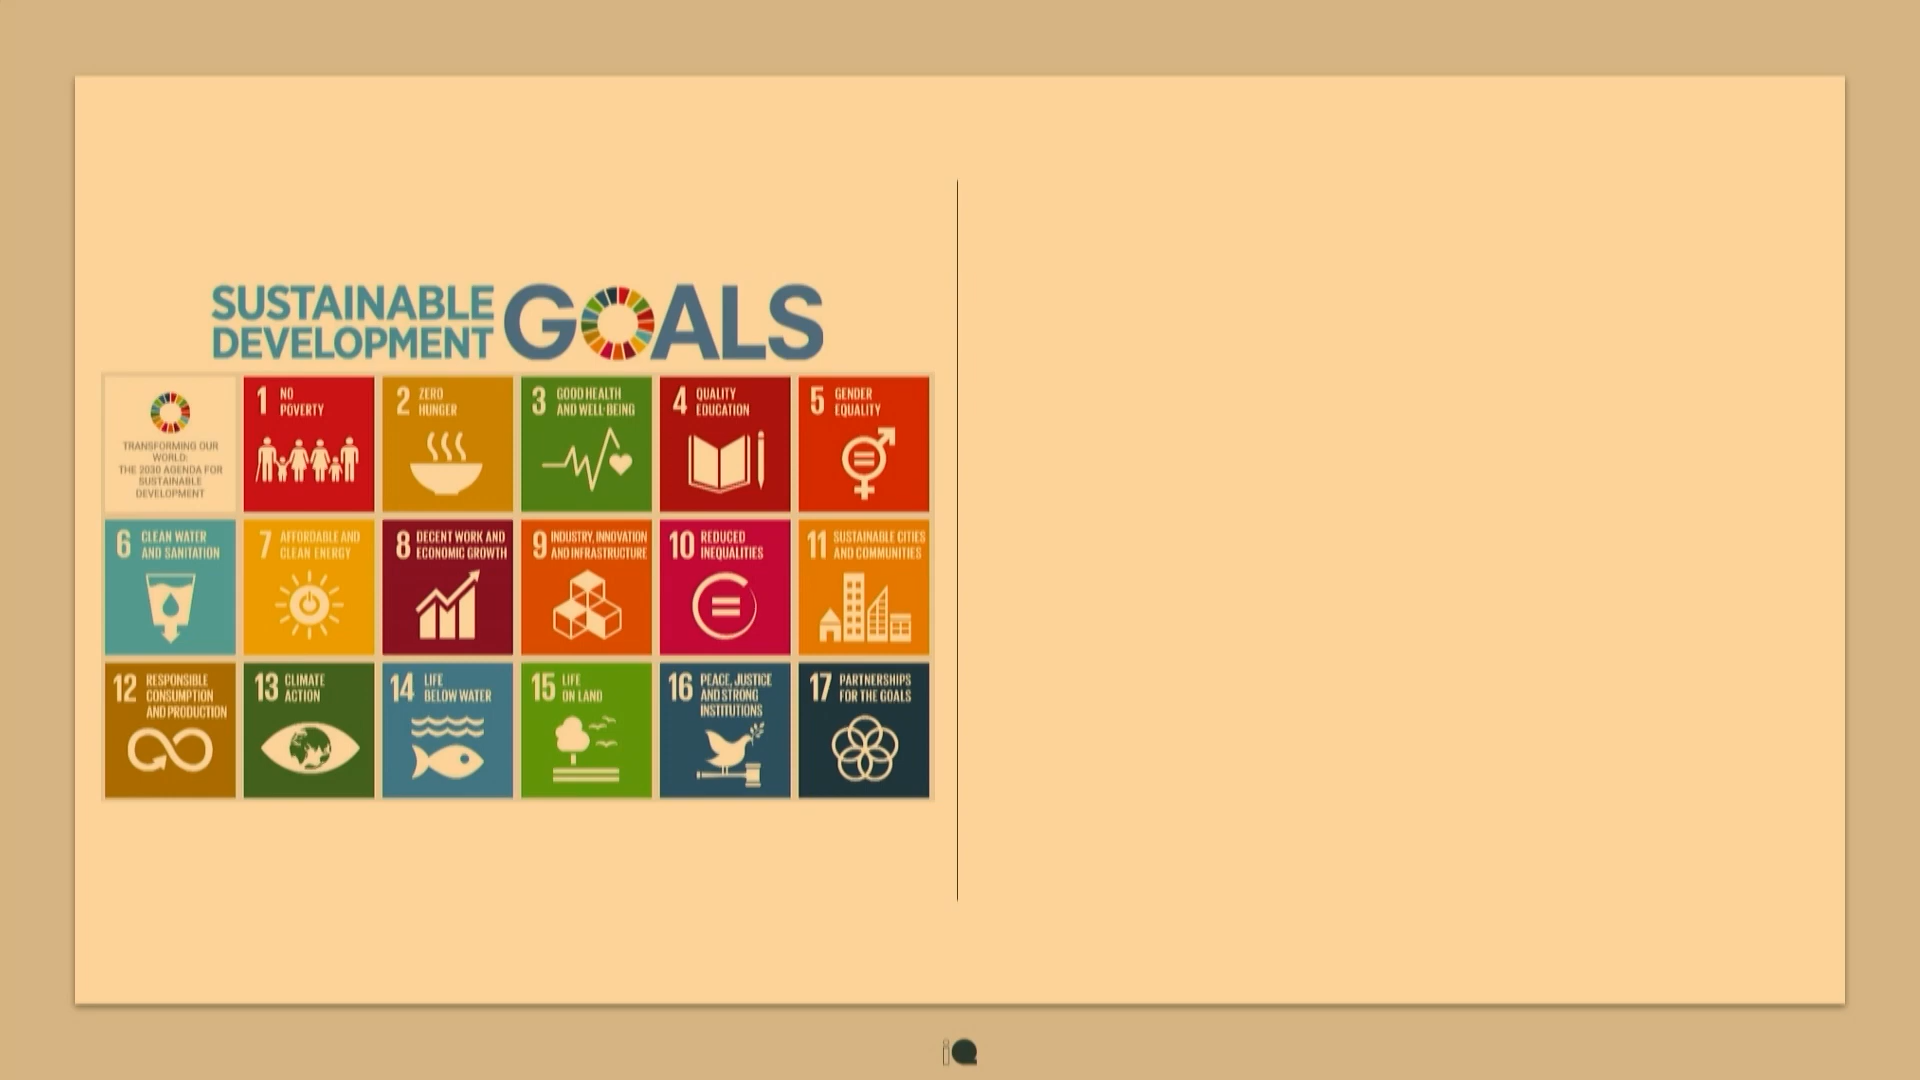 SUSTAINABLE
DEVELOPMENT
GOALS
TRANSFORMING OUR
WORLD:
THE 2030 AGENDA FOR
SUSTAINABLE
DEVELOPMENT
1 NO
POVERTY
2 ZERO
HUNGER
3 GOOD HEALTH
AND WELL-BEING
4 QUALITY
EDUCATION
5 GENDER
EQUALITY
6 CLEAN WATER
AND SANITATION
7 AFFORDABLE AND
CLEAN ENERGY
8 DECENT WORK AND
ECONOMIC GROWTH
9 INDUSTRY, INNOVATION
AND INFRASTRUCTURE
10 REDUCED
INEQUALITIES
11 SUSTAINABLE CITIES
AND COMMUNITIES
12 RESPONSIBLE
CONSUMPTION
AND PRODUCTION
13 CLIMATE
ACTION
14 LIFE
BELOW WATER
15 LIFE
ON LAND
16 PEACE, JUSTICE
AND STRONG
INSTITUTIONS
17 PARTNERSHIPS
FOR THE GOALS
iQ